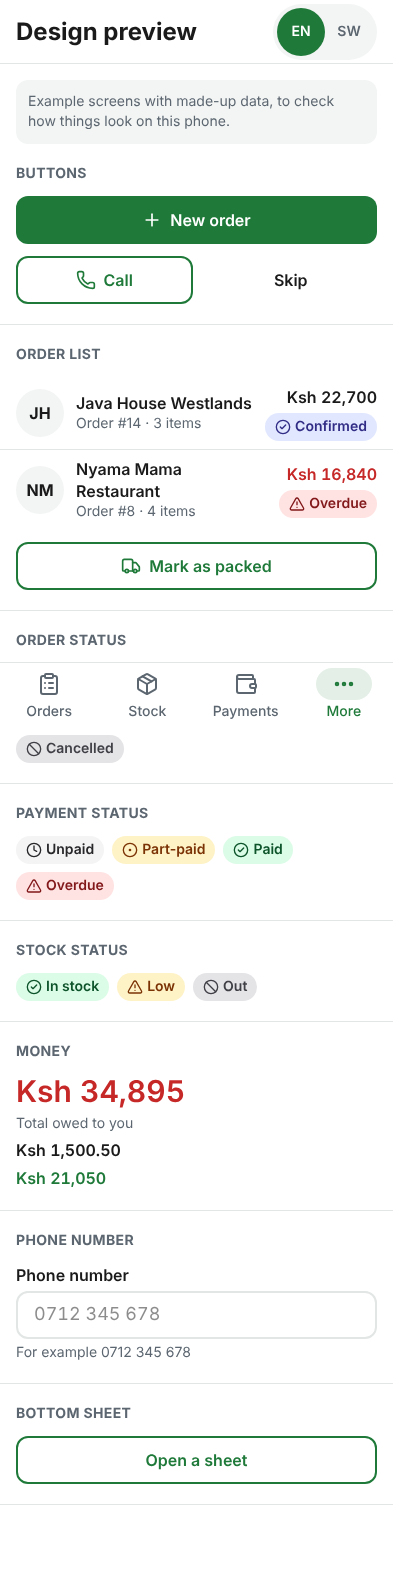 Design preview
EN
SW
Example screens with made-up data, to check
how things look on this phone.
BUTTONS
New order
Call
Skip
ORDER LIST
JH
Java House Westlands
Order #14 · 3 items
Ksh 22,700
Confirmed
NM
Nyama Mama
Restaurant
Order #8 · 4 items
Ksh 16,840
Overdue
Mark as packed
ORDER STATUS
Orders
Stock
Payments
More
Cancelled
PAYMENT STATUS
Unpaid
Part-paid
Paid
Overdue
STOCK STATUS
In stock
Low
Out
MONEY
Ksh 34,895
Total owed to you
Ksh 1,500.50
Ksh 21,050
PHONE NUMBER
Phone number
0712 345 678
For example 0712 345 678
BOTTOM SHEET
Open a sheet